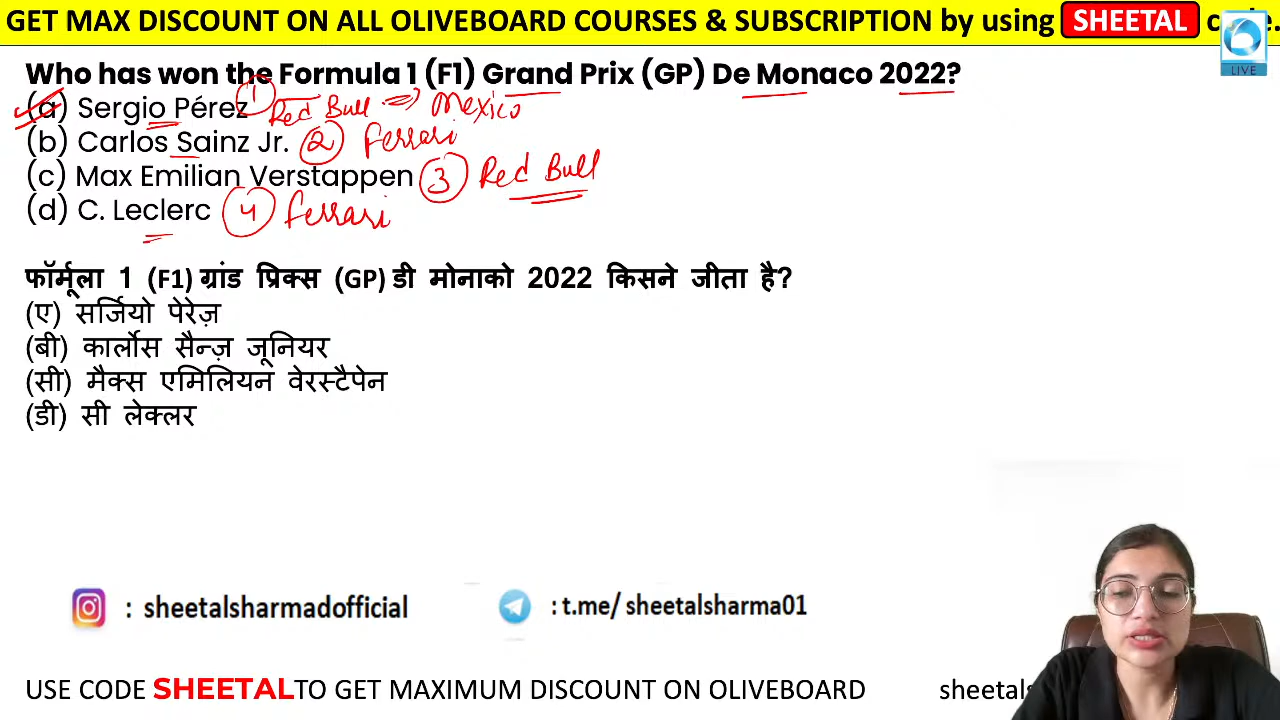 GET MAX DISCOUNT ON ALL OLIVEBOARD COURSES & SUBSCRIPTION by using SHEETAL code.
LIVE
Who has won the Formula 1 (F1) Grand Prix (GP) De Monaco 2022?
(a) Sergio Pérez 1 Red Bull => Mexico
(b) Carlos Sainz Jr. 2 Ferrari
(c) Max Emilian Verstappen 3 Red Bull
(d) C. Leclerc 4 Ferrari
फॉर्मूला 1 (F1) ग्रांड प्रिक्स (GP) डी मोनाको 2022 किसने जीता है?
(ए) सर्जियो पेरेज़
(बी) कार्लोस सैन्ज़ जूनियर
(सी) मैक्स एमिलियन वेरस्टैपेन
(डी) सी लेक्लर
: sheetalsharmadofficial
: t.me/ sheetalsharma01
USE CODE SHEETAL TO GET MAXIMUM DISCOUNT ON OLIVEBOARD